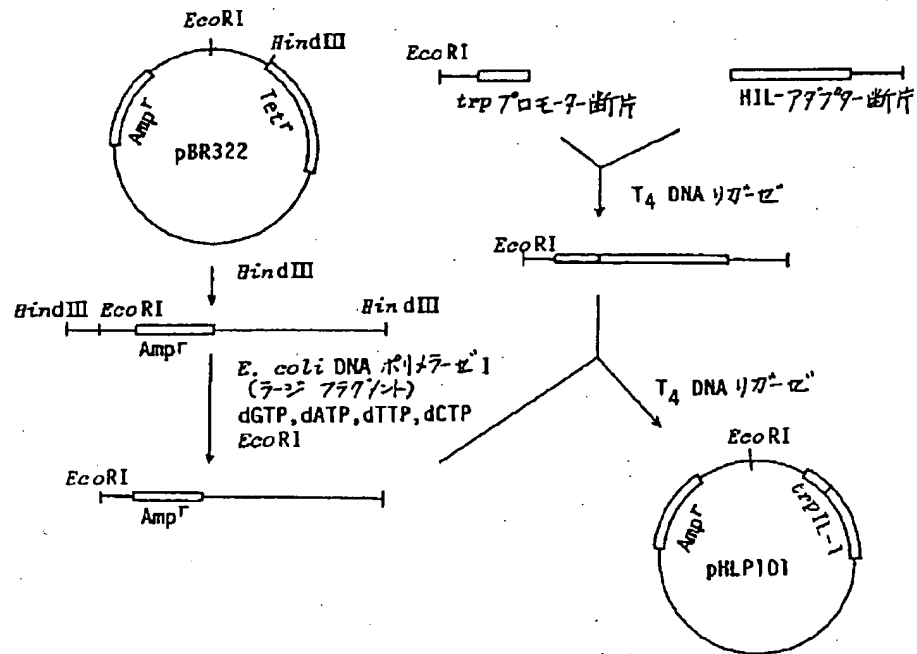 EcoRI
HindIII
Ampr
Tetr
pBR322
HindIII
HindIII
EcoRI
HindIII
Ampr
E. coli DNA ポリメラーゼI
(ラージ フラグメント)
dGTP,dATP,dTTP,dCTP
EcoRI
EcoRI
Ampr
EcoRI
trpプロモーター断片
HIL-アダプター断片
T4 DNA リガーゼ
EcoRI
T4 DNA リガーゼ
EcoRI
Ampr
trpIL-1
pHLP101